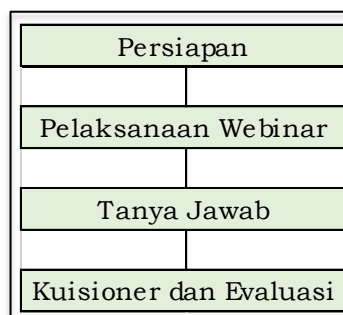 Persiapan
Pelaksanaan Webinar
Tanya Jawab
Kuisioner dan Evaluasi